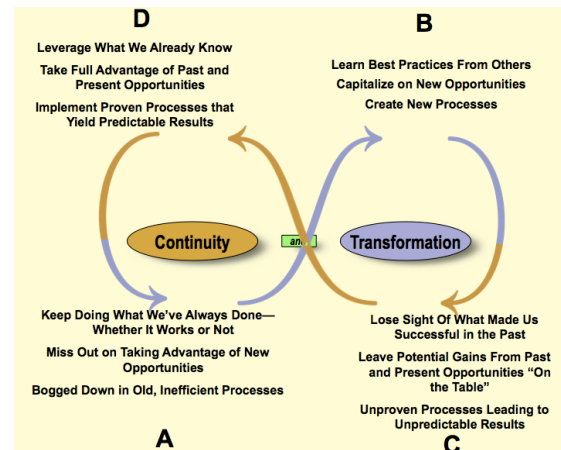 D
Leverage What We Already Know
Take Full Advantage of Past and
Present Opportunities
Implement Proven Processes that
Yield Predictable Results
B
Learn Best Practices From Others
Capitalize on New Opportunities
Create New Processes
Continuity
and
Transformation
Keep Doing What We’ve Always Done—
Whether It Works or Not
Miss Out on Taking Advantage of New
Opportunities
Bogged Down in Old, Inefficient Processes
A
Lose Sight Of What Made Us
Successful in the Past
Leave Potential Gains From Past
and Present Opportunities “On
the Table”
Unproven Processes Leading to
Unpredictable Results
C